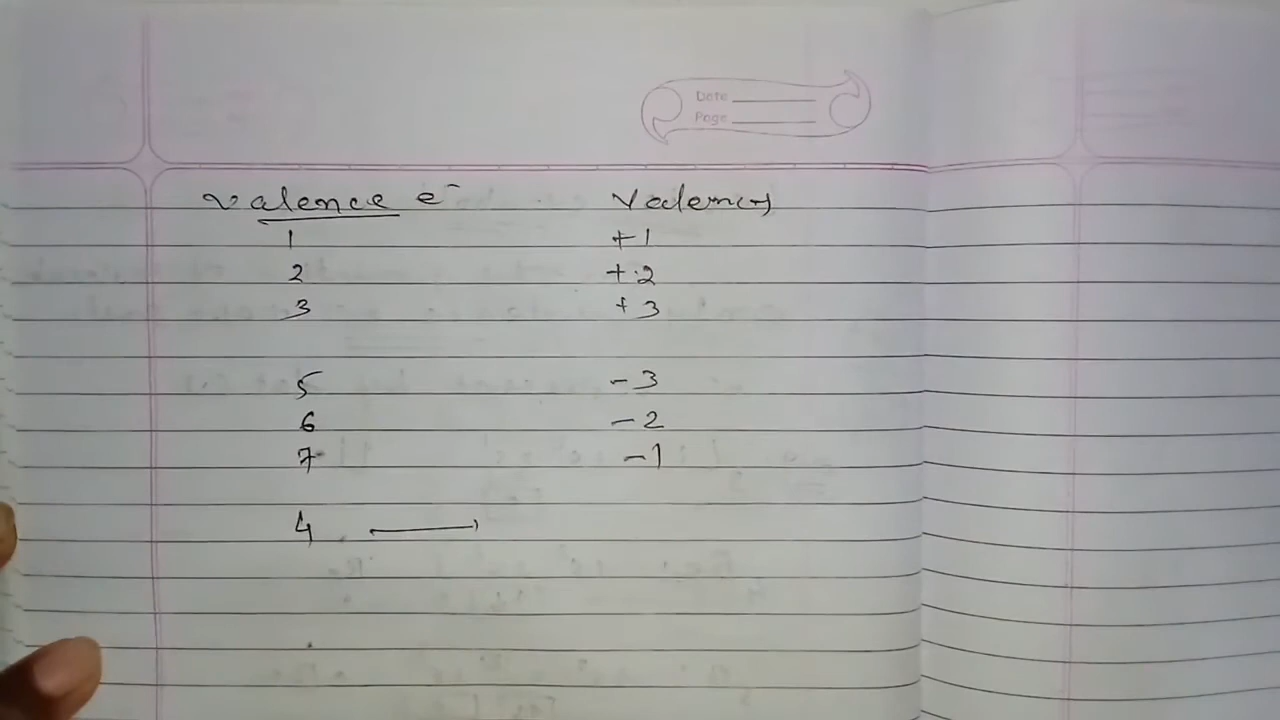 Date
Page
Valence e⁻ Valency
1 +1
2 +2
3 +3
5 -3
6 -2
7 -1
4 →